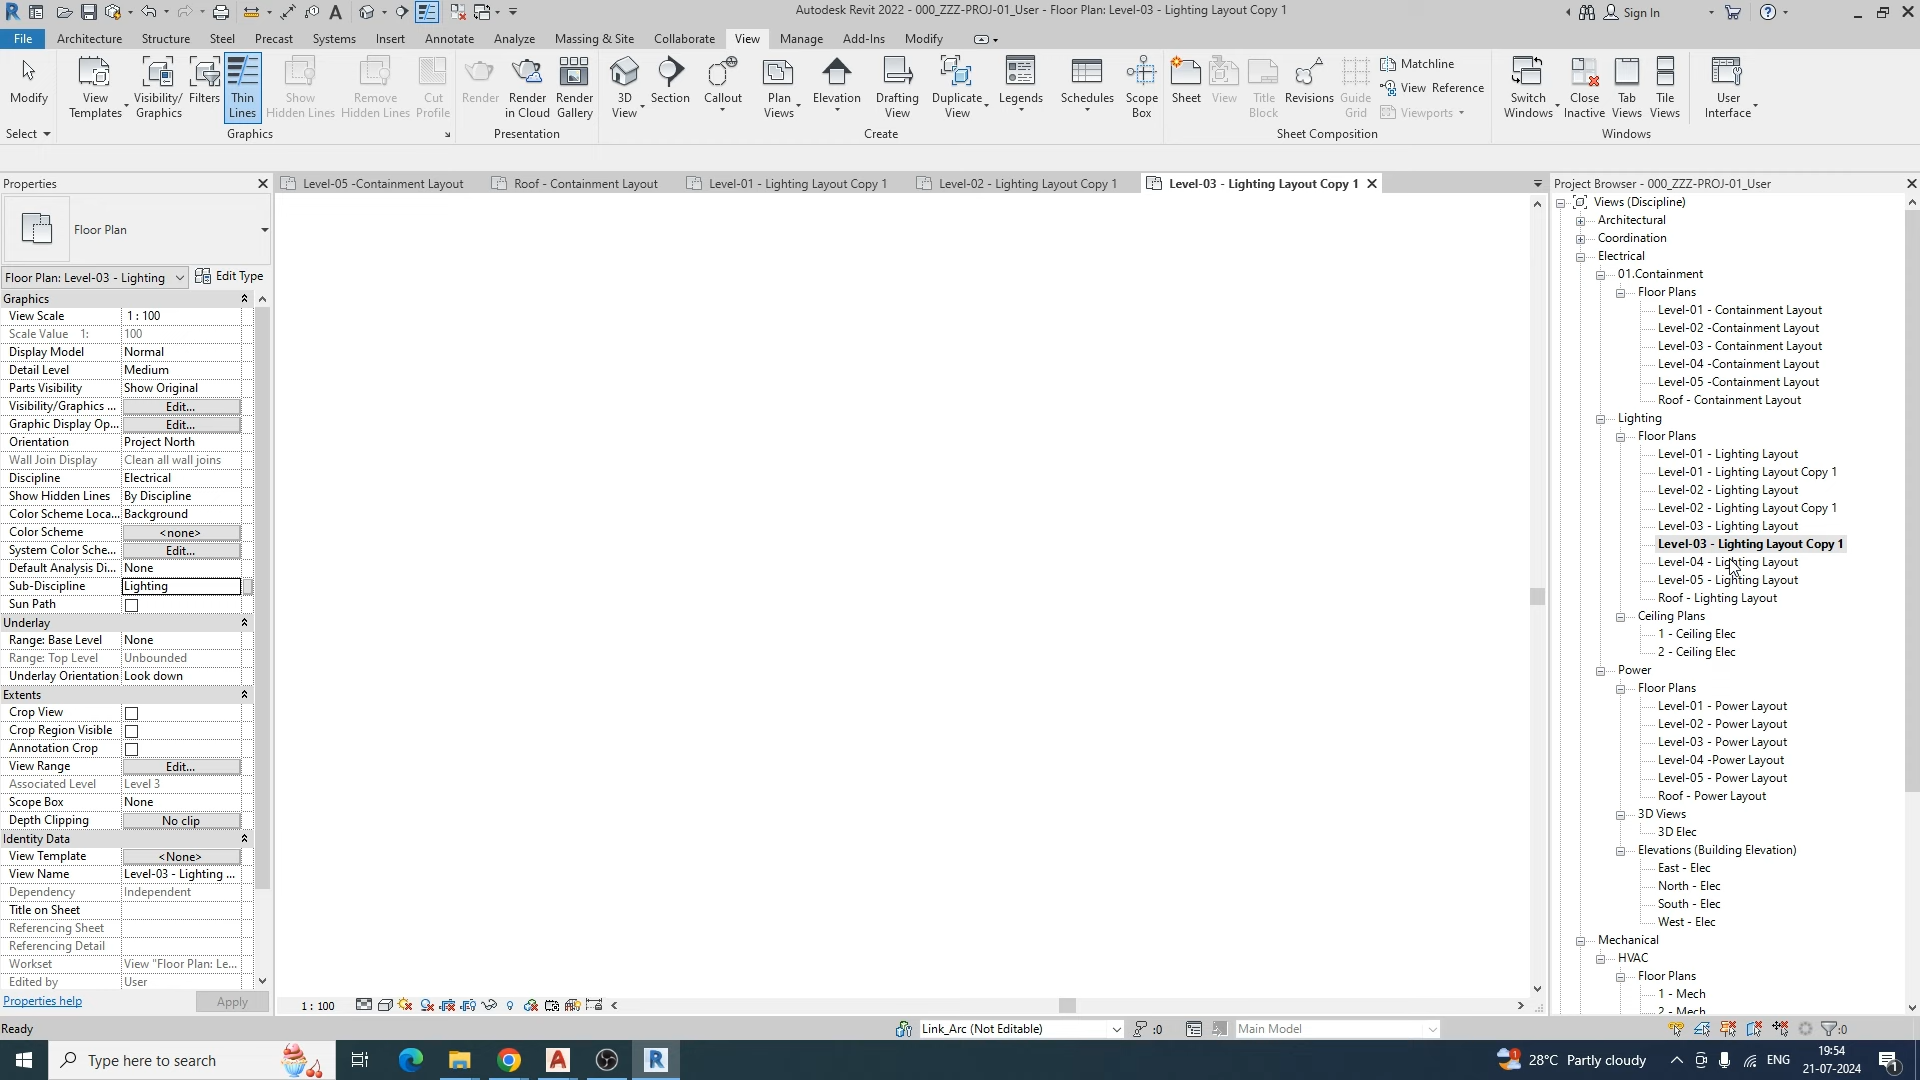 Autodesk Revit 2022 - 000_ZZZ-PROJ-01_User - Floor Plan: Level-03 - Lighting Layout Copy 1
Sign In
File Architecture Structure Steel Precast Systems Insert Annotate Analyze Massing & Site Collaborate View Manage Add-Ins Modify
Modify
View Templates
Visibility/ Graphics
Filters
Thin Lines
Show Hidden Lines
Remove Hidden Lines
Cut Profile
Render
Render in Cloud
Render Gallery
3D View
Section
Callout
Plan Views
Elevation
Drafting View
Duplicate View
Legends
Schedules
Scope Box
Sheet
View
Title Block
Revisions
Guide Grid
Matchline
View Reference
Viewports
Switch Windows
Close Inactive
Tab Views
Tile Views
User Interface
Select
Graphics
Presentation
Create
Sheet Composition
Windows
Properties
Floor Plan
Floor Plan: Level-03 - Lighting
Edit Type
Graphics
View Scale 1 : 100
Scale Value 1: 100
Display Model Normal
Detail Level Medium
Parts Visibility Show Original
Visibility/Graphics ... Edit...
Graphic Display Op... Edit...
Orientation Project North
Wall Join Display Clean all wall joins
Discipline Electrical
Show Hidden Lines By Discipline
Color Scheme Loca... Background
Color Scheme <none>
System Color Sche... Edit...
Default Analysis Di... None
Sub-Discipline Lighting
Sun Path
Underlay
Range: Base Level None
Range: Top Level Unbounded
Underlay Orientation Look down
Extents
Crop View
Crop Region Visible
Annotation Crop
View Range Edit...
Associated Level Level 3
Scope Box None
Depth Clipping No clip
Identity Data
View Template <None>
View Name Level-03 - Lighting ...
Dependency Independent
Title on Sheet
Referencing Sheet
Referencing Detail
Workset View "Floor Plan: Le...
Edited by User
Properties help Apply
Level-05 -Containment Layout
Roof - Containment Layout
Level-01 - Lighting Layout Copy 1
Level-02 - Lighting Layout Copy 1
Level-03 - Lighting Layout Copy 1
1 : 100
Project Browser - 000_ZZZ-PROJ-01_User
Views (Discipline)
Architectural
Coordination
Electrical
01.Containment
Floor Plans
Level-01 - Containment Layout
Level-02 -Containment Layout
Level-03 - Containment Layout
Level-04 -Containment Layout
Level-05 -Containment Layout
Roof - Containment Layout
Lighting
Floor Plans
Level-01 - Lighting Layout
Level-01 - Lighting Layout Copy 1
Level-02 - Lighting Layout
Level-02 - Lighting Layout Copy 1
Level-03 - Lighting Layout
Level-03 - Lighting Layout Copy 1
Level-04 - Lighting Layout
Level-05 - Lighting Layout
Roof - Lighting Layout
Ceiling Plans
1 - Ceiling Elec
2 - Ceiling Elec
Power
Floor Plans
Level-01 - Power Layout
Level-02 - Power Layout
Level-03 - Power Layout
Level-04 -Power Layout
Level-05 - Power Layout
Roof - Power Layout
3D Views
3D Elec
Elevations (Building Elevation)
East - Elec
North - Elec
South - Elec
West - Elec
Mechanical
HVAC
Floor Plans
1 - Mech
2 - Mech
Ready
Link_Arc (Not Editable)
:0
Main Model
:0
Type here to search
28°C Partly cloudy
ENG
19:54
21-07-2024
1